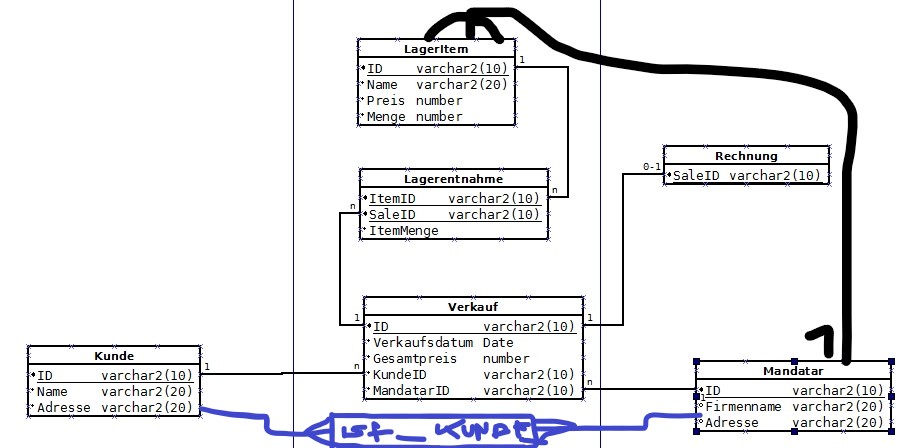 LagerItem
1
ID varchar2(10)
Name varchar2(20)
Preis number
Menge number
Rechnung
0-1
SaleID varchar2(10)
Lagerentnahme
n
ItemID varchar2(10)
n
SaleID varchar2(10)
ItemMenge
Verkauf
1
ID varchar2(10)
1
Verkaufsdatum Date
Gesamtpreis number
n
KundeID varchar2(10)
MandatarID varchar2(10)
n
Kunde
1
ID varchar2(10)
Name varchar2(20)
Adresse varchar2(20)
1
Mandatar
ID varchar2(10)
1
Firmenname varchar2(20)
Adresse varchar2(20)
IST_KUNDE